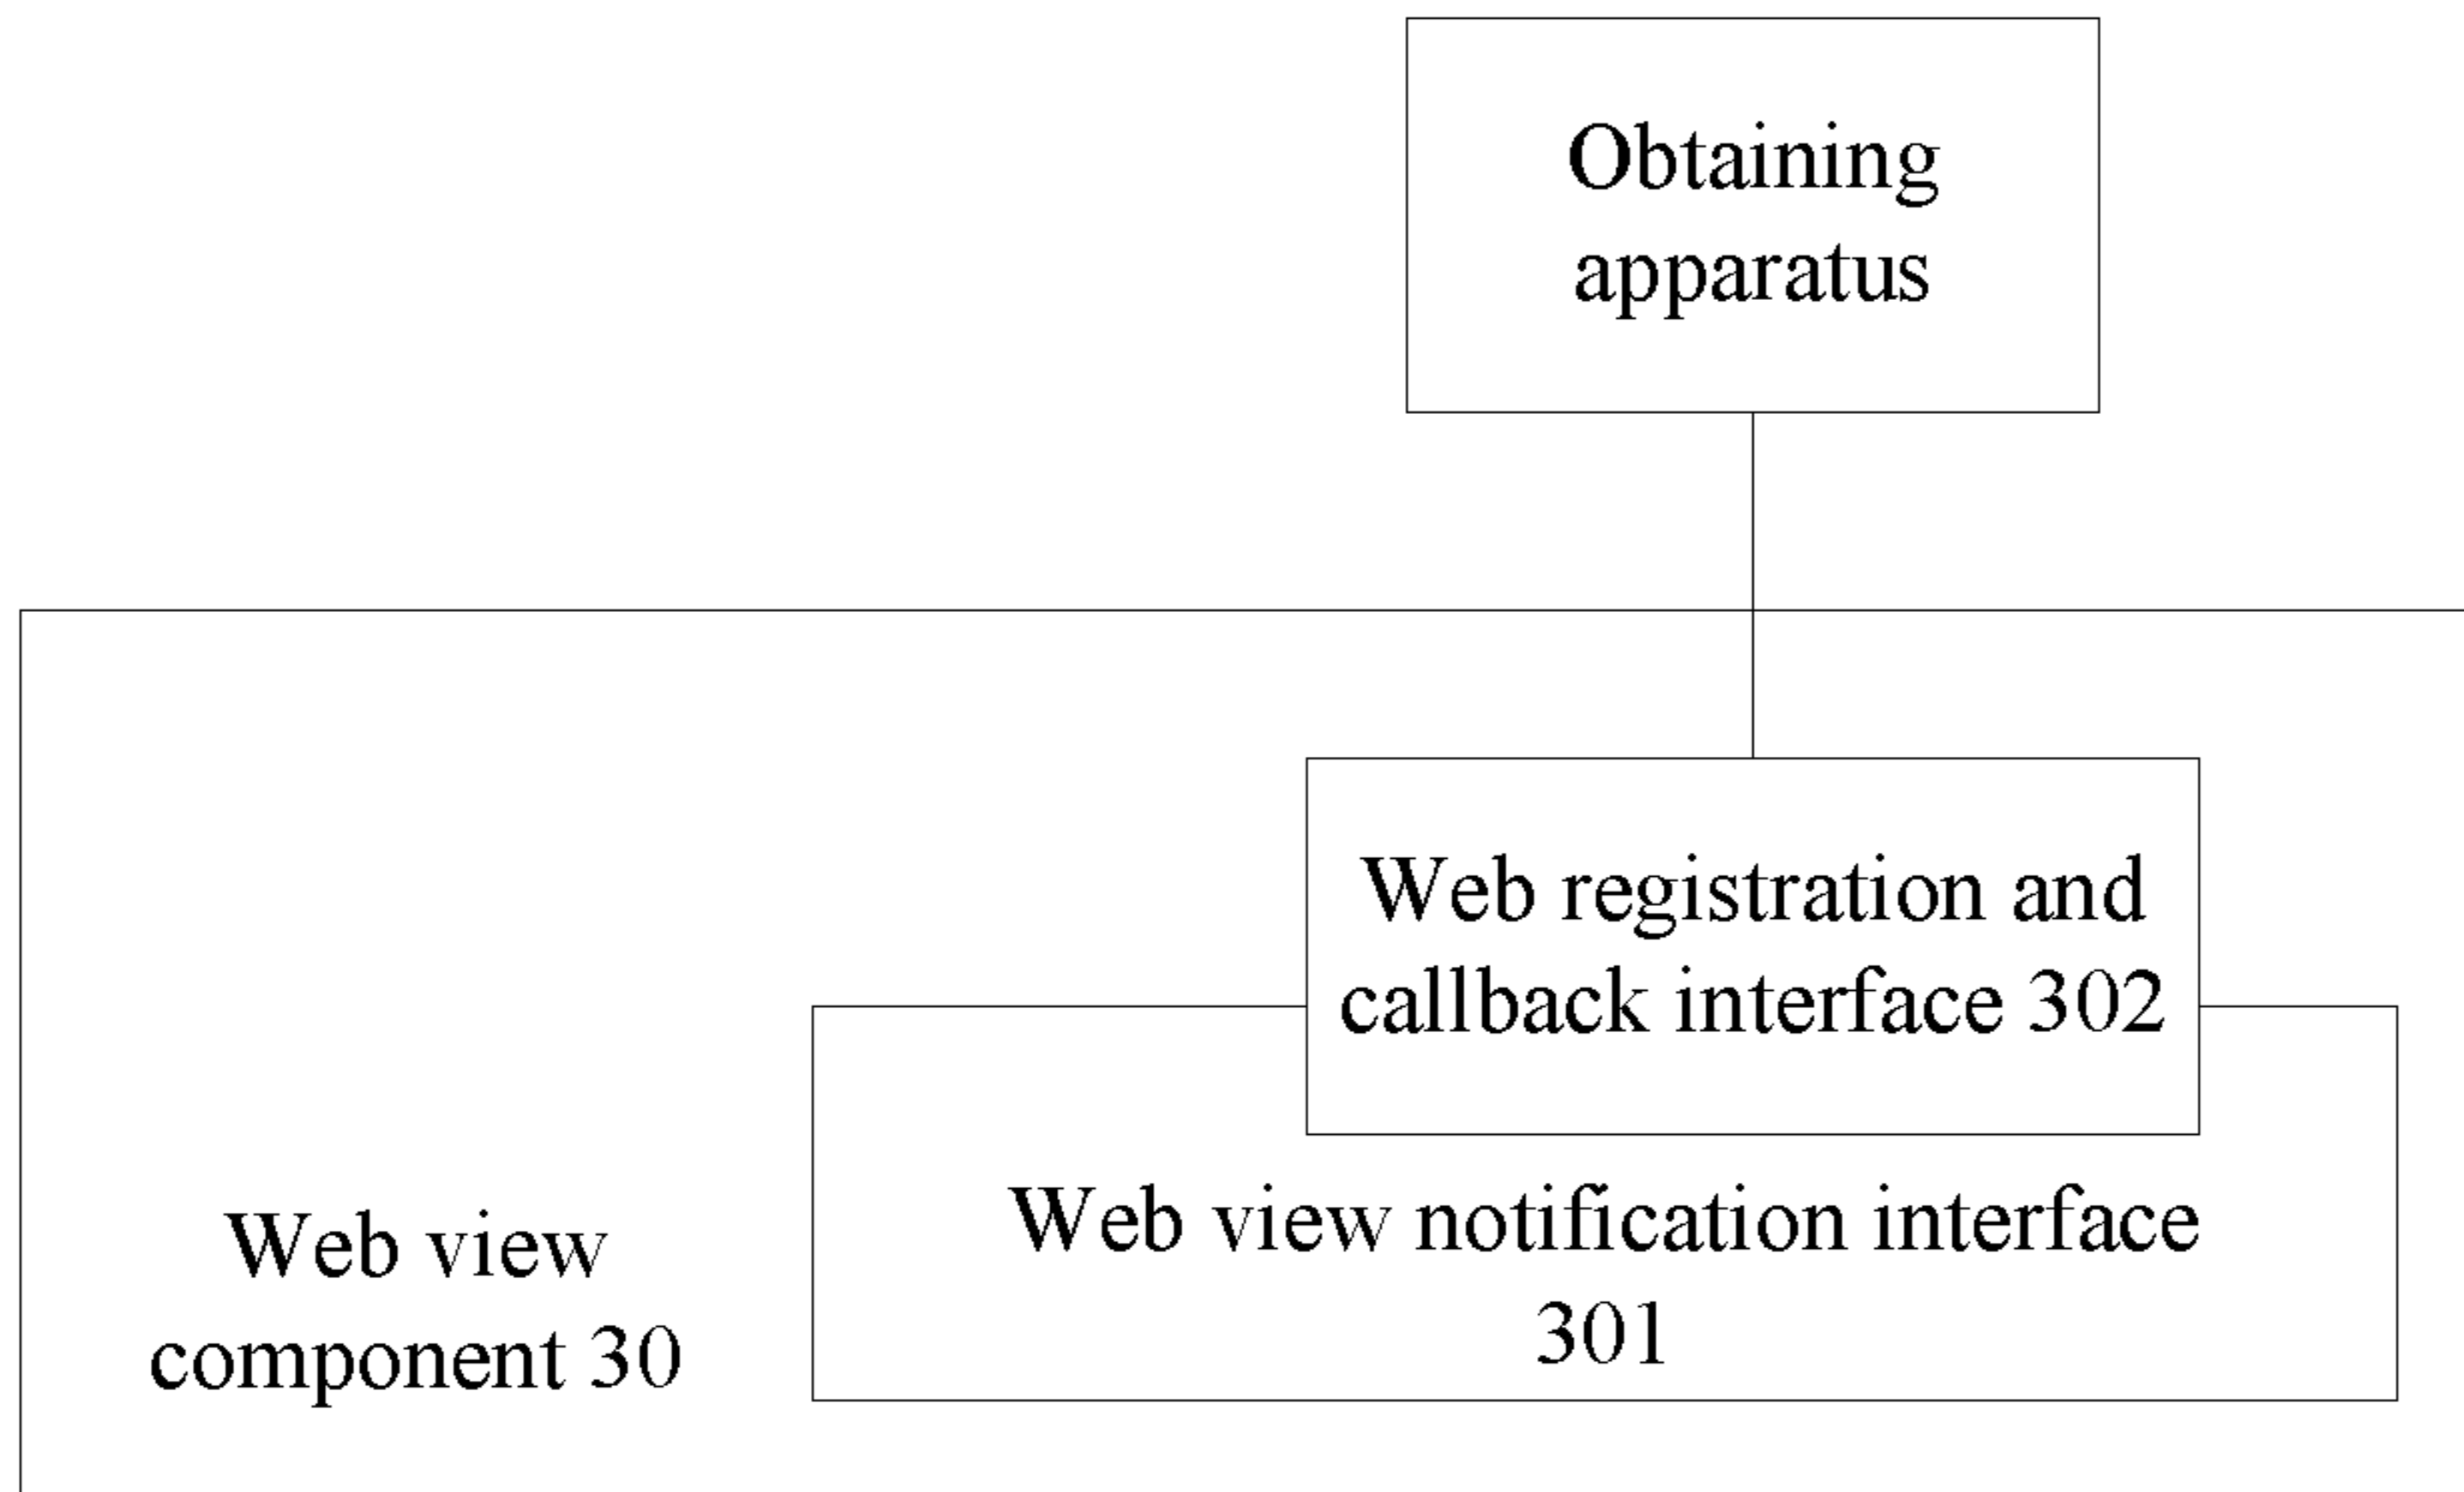 Obtaining
apparatus
Web registration and
callback interface 302
Web view notification interface
301
Web view
component 30